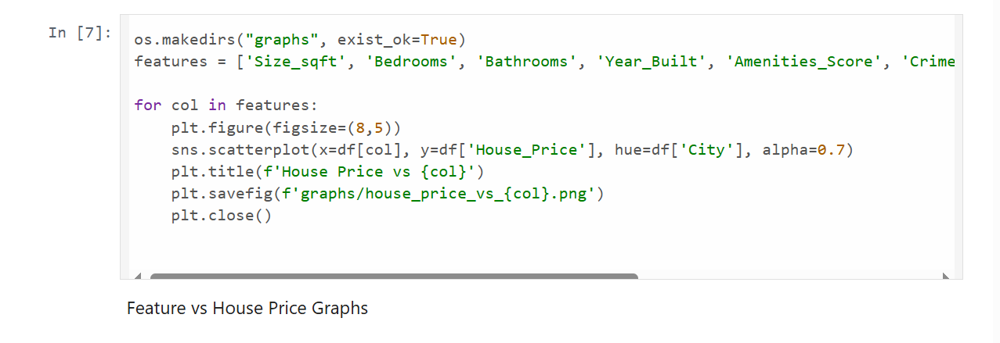 In [7]:
os.makedirs("graphs", exist_ok=True)
features = ['Size_sqft', 'Bedrooms', 'Bathrooms', 'Year_Built', 'Amenities_Score', 'Crime
for col in features:
    plt.figure(figsize=(8,5))
    sns.scatterplot(x=df[col], y=df['House_Price'], hue=df['City'], alpha=0.7)
    plt.title(f'House Price vs {col}')
    plt.savefig(f'graphs/house_price_vs_{col}.png')
    plt.close()
Feature vs House Price Graphs